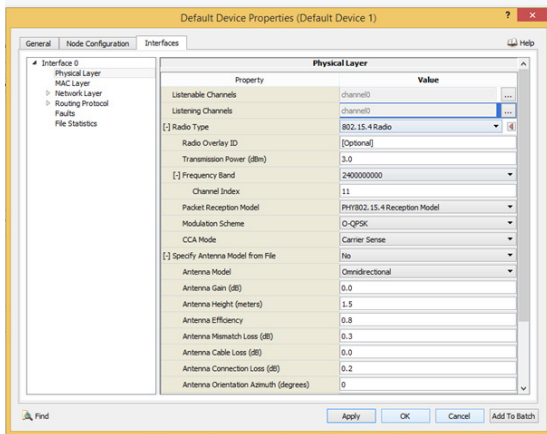 Default Device Properties (Default Device 1)
? x
General Node Configuration Interfaces Help
Interface 0
Physical Layer
MAC Layer
Network Layer
Routing Protocol
Faults
File Statistics
Physical Layer
Property Value
Listenable Channels channel0 ...
Listening Channels channel0 ...
[-] Radio Type 802.15.4 Radio
Radio Overlay ID [Optional]
Transmission Power (dBm) 3.0
[-] Frequency Band 2400000000
Channel Index 11
Packet Reception Model PHY802.15.4 Reception Model
Modulation Scheme O-QPSK
CCA Mode Carrier Sense
[-] Specify Antenna Model from File No
Antenna Model Omnidirectional
Antenna Gain (dB) 0.0
Antenna Height (meters) 1.5
Antenna Efficiency 0.8
Antenna Mismatch Loss (dB) 0.3
Antenna Cable Loss (dB) 0.0
Antenna Connection Loss (dB) 0.2
Antenna Orientation Azimuth (degrees) 0
Find Apply OK Cancel Add To Batch